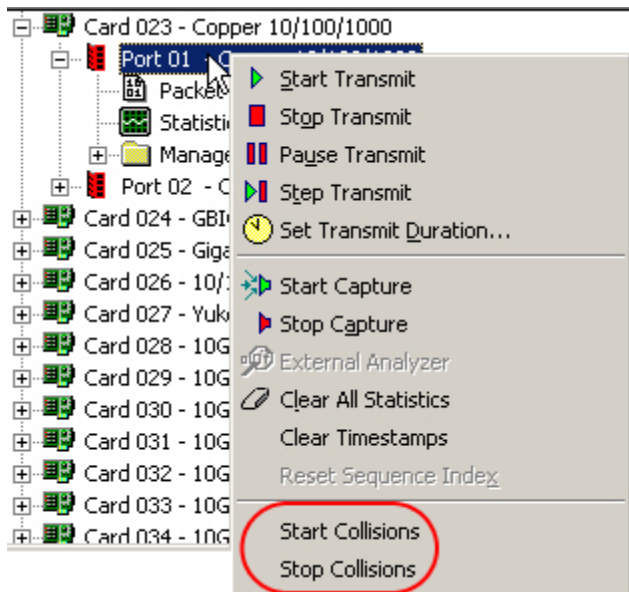 Card 023 - Copper 10/100/1000
Port 01
Packet
Statisti
Manage
Port 02 - C
Card 024 - GBI
Card 025 - Giga
Card 026 - 10/
Card 027 - Yuk
Card 028 - 10G
Card 029 - 10G
Card 030 - 10G
Card 031 - 10G
Card 032 - 10G
Card 033 - 10G
Card 034 - 10G
Start Transmit
Stop Transmit
Pause Transmit
Step Transmit
Set Transmit Duration...
Start Capture
Stop Capture
External Analyzer
Clear All Statistics
Clear Timestamps
Reset Sequence Index
Start Collisions
Stop Collisions